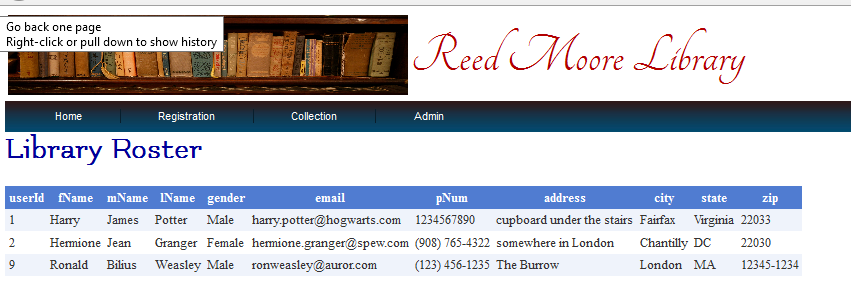 Go back one page
Right-click or pull down to show history
Reed Moore Library
Home Registration Collection Admin
Library Roster
userId fName mName lName gender email pNum address city state zip
1 Harry James Potter Male harry.potter@hogwarts.com 1234567890 cupboard under the stairs Fairfax Virginia 22033
2 Hermione Jean Granger Female hermione.granger@spew.com (908) 765-4322 somewhere in London Chantilly DC 22030
9 Ronald Bilius Weasley Male ronweasley@auror.com (123) 456-1235 The Burrow London MA 12345-1234